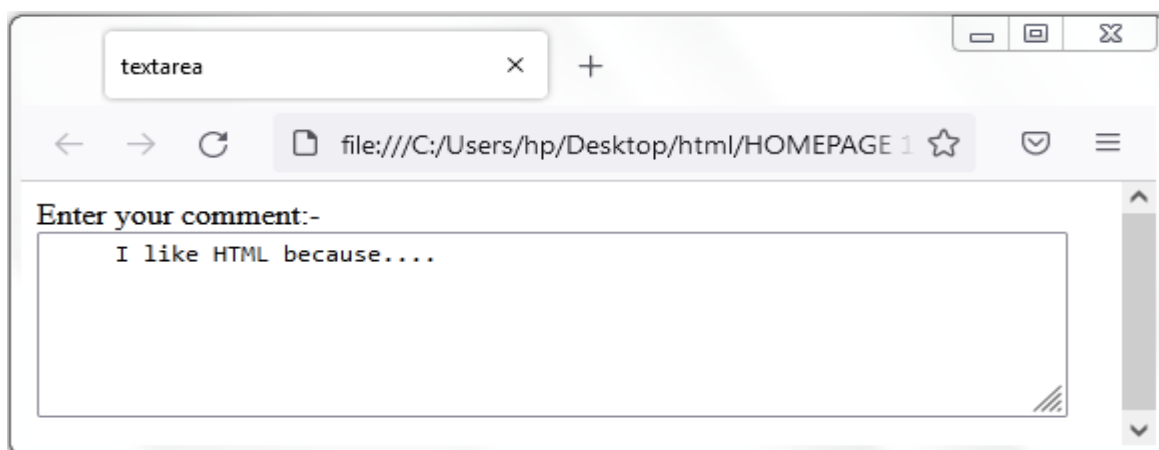 textarea
file:///C:/Users/hp/Desktop/html/HOMEPAGE 1
Enter your comment:-
I like HTML because....